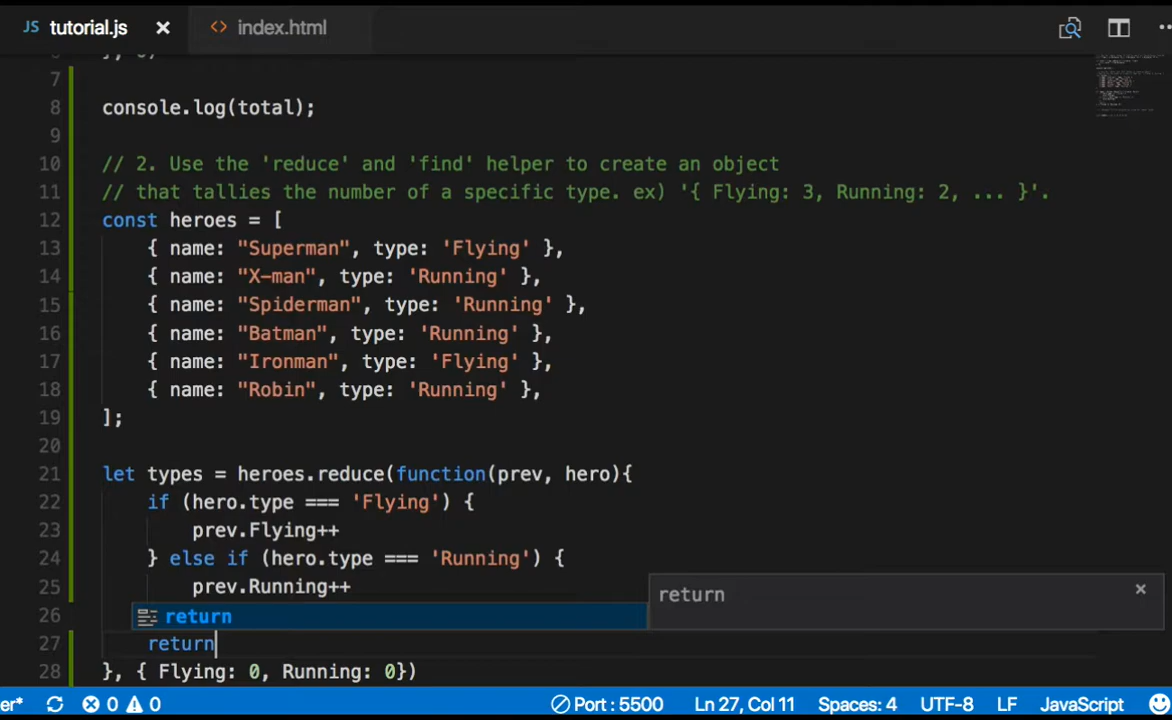 JS tutorial.js × <> index.html
7
8 console.log(total);
9
10 // 2. Use the 'reduce' and 'find' helper to create an object
11 // that tallies the number of a specific type. ex) '{ Flying: 3, Running: 2, ... }'.
12 const heroes = [
13 { name: "Superman", type: 'Flying' },
14 { name: "X-man", type: 'Running' },
15 { name: "Spiderman", type: 'Running' },
16 { name: "Batman", type: 'Running' },
17 { name: "Ironman", type: 'Flying' },
18 { name: "Robin", type: 'Running' },
19 ];
20
21 let types = heroes.reduce(function(prev, hero){
22 if (hero.type === 'Flying') {
23 prev.Flying++
24 } else if (hero.type === 'Running') {
25 prev.Running++
return ×
26 return
27 return
28 }, { Flying: 0, Running: 0})
er* 0 0 Port : 5500 Ln 27, Col 11 Spaces: 4 UTF-8 LF JavaScript